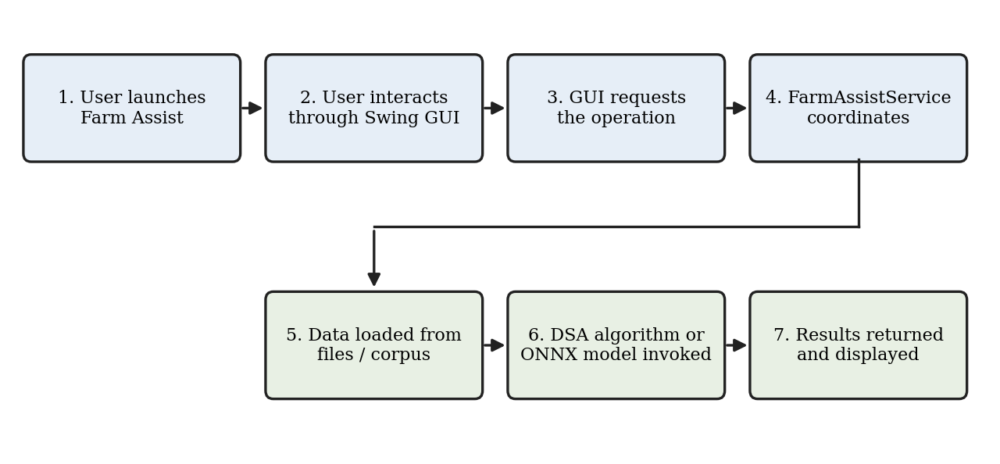 1. User launches
Farm Assist
2. User interacts
through Swing GUI
3. GUI requests
the operation
4. FarmAssistService
coordinates
5. Data loaded from
files / corpus
6. DSA algorithm or
ONNX model invoked
7. Results returned
and displayed